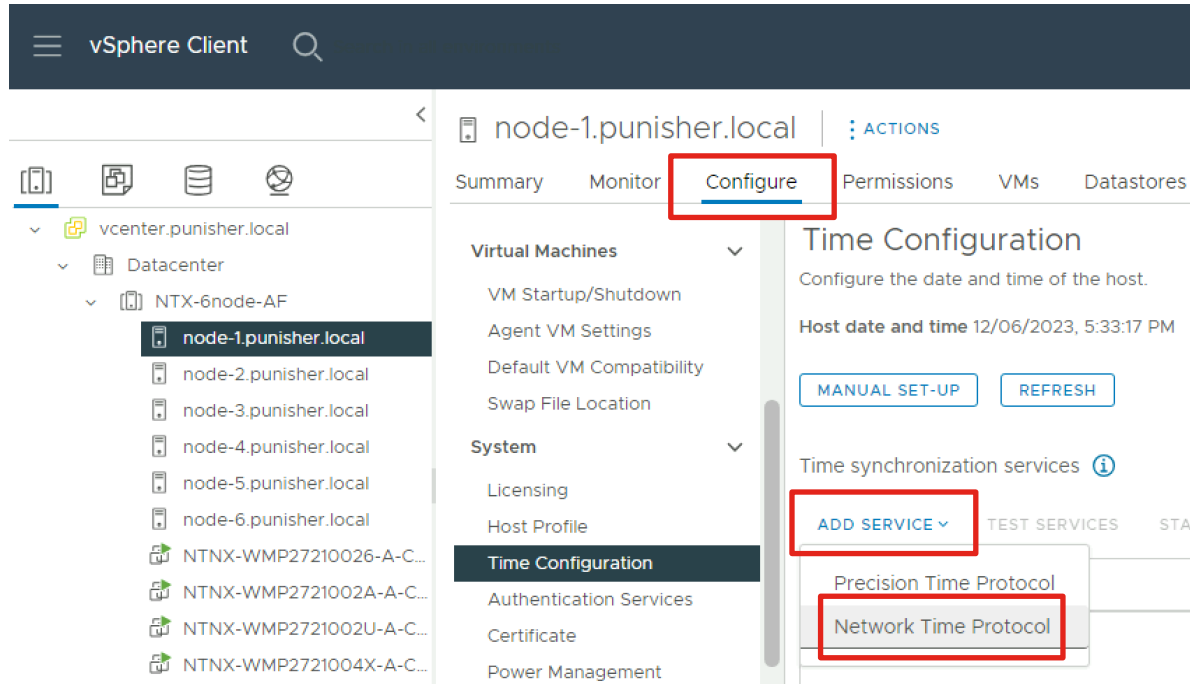 vSphere Client
vcenter.punisher.local
Datacenter
NTX-6node-AF
node-1.punisher.local
node-2.punisher.local
node-3.punisher.local
node-4.punisher.local
node-5.punisher.local
node-6.punisher.local
NTNX-WMP27210026-A-C...
NTNX-WMP2721002A-A-C...
NTNX-WMP2721002U-A-C...
NTNX-WMP2721004X-A-C...
node-1.punisher.local
ACTIONS
Summary Monitor Configure Permissions VMs Datastores
Virtual Machines
VM Startup/Shutdown
Agent VM Settings
Default VM Compatibility
Swap File Location
System
Licensing
Host Profile
Time Configuration
Authentication Services
Certificate
Power Management
Time Configuration
Configure the date and time of the host.
Host date and time 12/06/2023, 5:33:17 PM
MANUAL SET-UP REFRESH
Time synchronization services
ADD SERVICE TEST SERVICES STA
Precision Time Protocol
Network Time Protocol